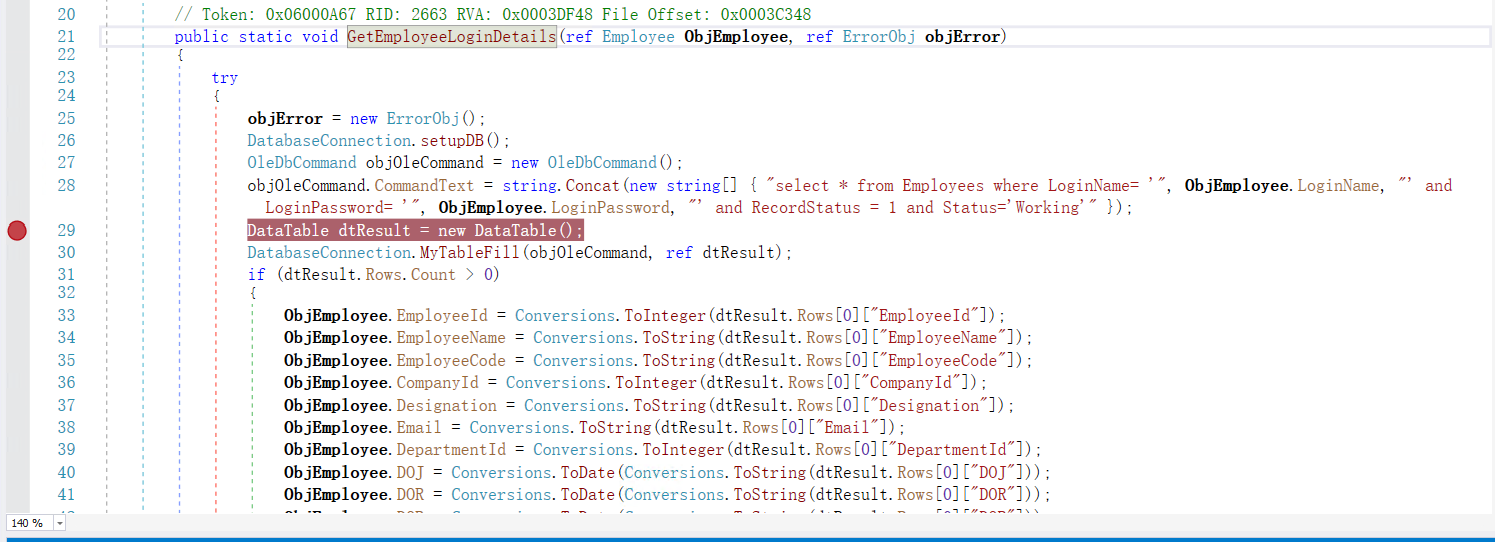 20 // Token: 0x06000A67 RID: 2663 RVA: 0x0003DF48 File Offset: 0x0003C348
21 public static void GetEmployeeLoginDetails(ref Employee ObjEmployee, ref ErrorObj objError)
22 {
23 try
24 {
25 objError = new ErrorObj();
26 DatabaseConnection.setupDB();
27 OleDbCommand objOleCommand = new OleDbCommand();
28 objOleCommand.CommandText = string.Concat(new string[] { "select * from Employees where LoginName= '", ObjEmployee.LoginName, "' and
LoginPassword= '", ObjEmployee.LoginPassword, "' and RecordStatus = 1 and Status='Working'" });
29 DataTable dtResult = new DataTable();
30 DatabaseConnection.MyTableFill(objOleCommand, ref dtResult);
31 if (dtResult.Rows.Count > 0)
32 {
33 ObjEmployee.EmployeeId = Conversions.ToInteger(dtResult.Rows[0]["EmployeeId"]);
34 ObjEmployee.EmployeeName = Conversions.ToString(dtResult.Rows[0]["EmployeeName"]);
35 ObjEmployee.EmployeeCode = Conversions.ToString(dtResult.Rows[0]["EmployeeCode"]);
36 ObjEmployee.CompanyId = Conversions.ToInteger(dtResult.Rows[0]["CompanyId"]);
37 ObjEmployee.Designation = Conversions.ToString(dtResult.Rows[0]["Designation"]);
38 ObjEmployee.Email = Conversions.ToString(dtResult.Rows[0]["Email"]);
39 ObjEmployee.DepartmentId = Conversions.ToInteger(dtResult.Rows[0]["DepartmentId"]);
40 ObjEmployee.DOJ = Conversions.ToDate(Conversions.ToString(dtResult.Rows[0]["DOJ"]));
41 ObjEmployee.DOR = Conversions.ToDate(Conversions.ToString(dtResult.Rows[0]["DOR"]));
140 %